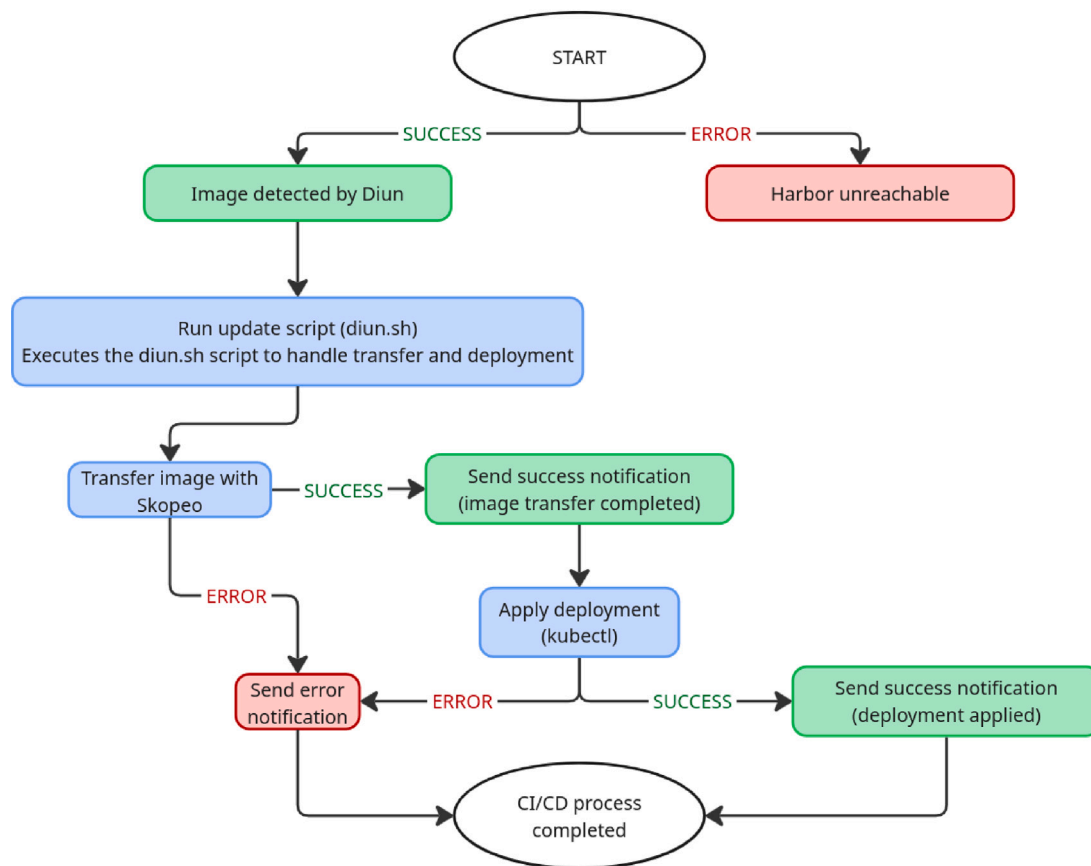 START
SUCCESS
ERROR
Image detected by Diun
Harbor unreachable
Run update script (diun.sh)
Executes the diun.sh script to handle transfer and deployment
Transfer image with
Skopeo
SUCCESS
Send success notification
(image transfer completed)
ERROR
Apply deployment
(kubectl)
Send error
notification
ERROR
SUCCESS
Send success notification
(deployment applied)
CI/CD process
completed